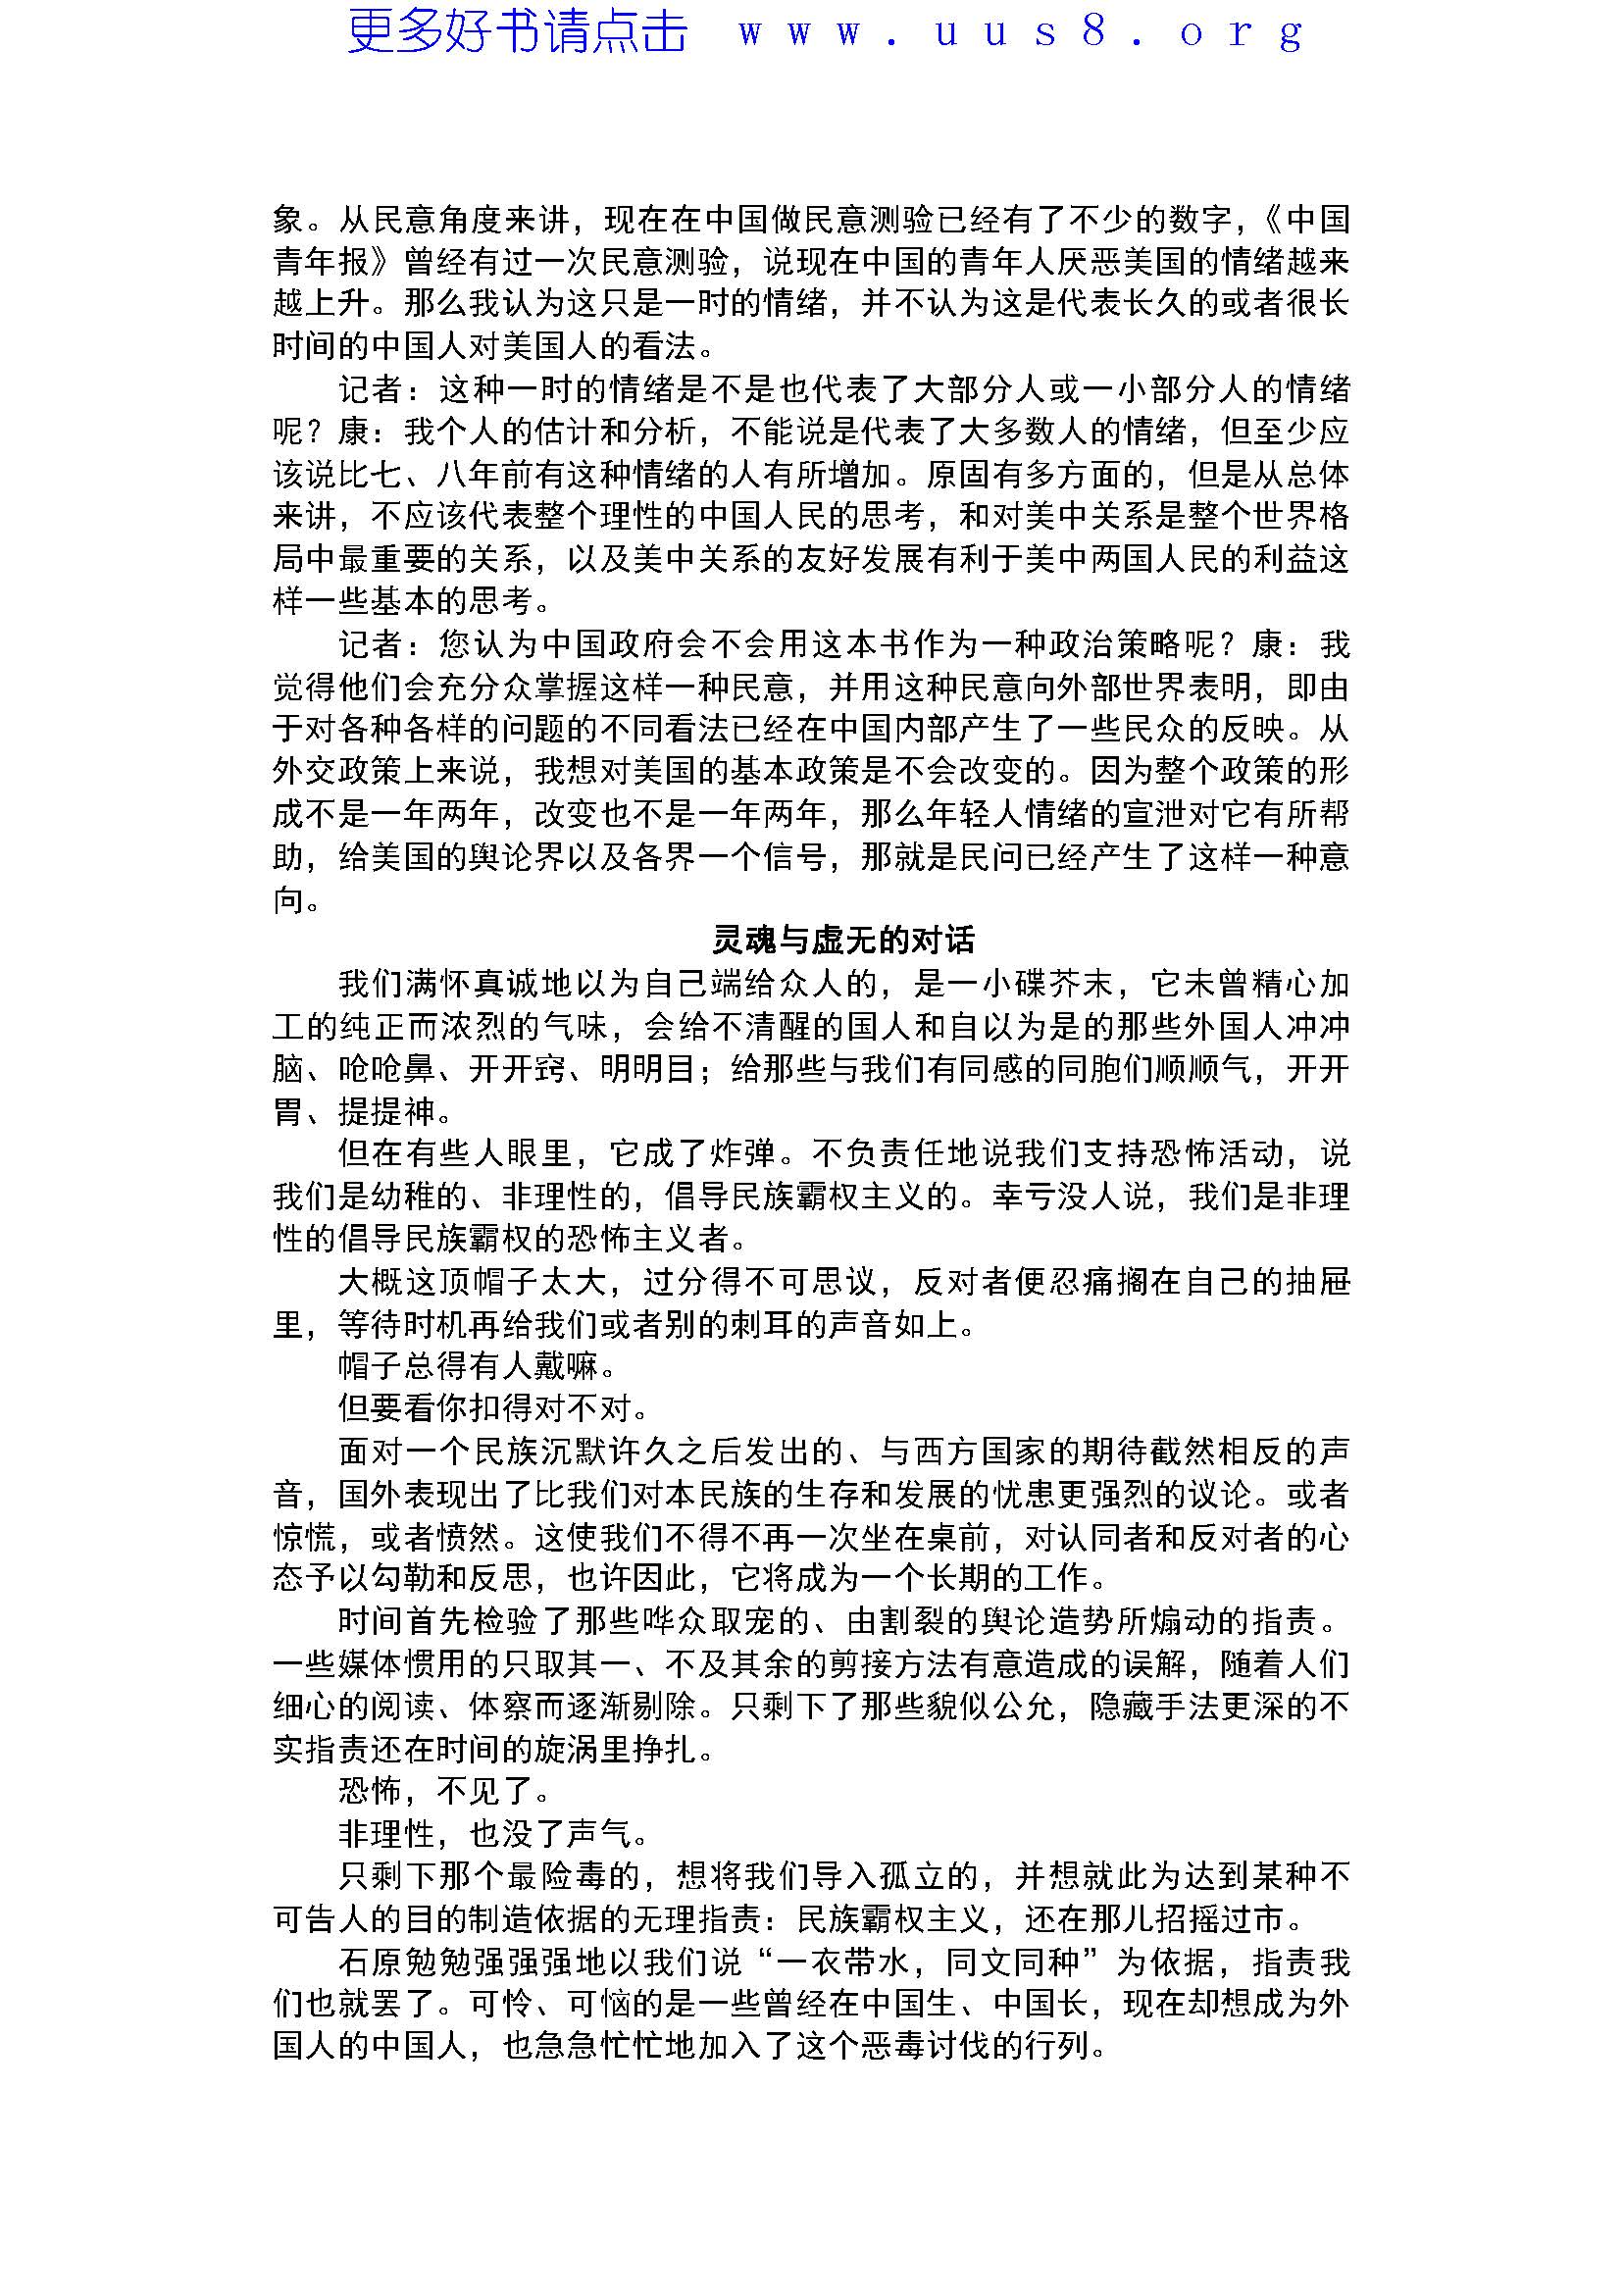 更多好书请点击 www.uus8.org
象。从民意角度来讲，现在在中国做民意测验已经有了不少的数字，《中国
青年报》曾经有过一次民意测验，说现在中国的青年人厌恶美国的情绪越来
越上升。那么我认为这只是一时的情绪，并不认为这是代表长久的或者很长
时间的中国人对美国人的看法。
记者：这种一时的情绪是不是也代表了大部分人或一小部分人的情绪
呢？康：我个人的估计和分析，不能说是代表了大多数人的情绪，但至少应
该说比七、八年前有这种情绪的人有所增加。原固有多方面的，但是从总体
来讲，不应该代表整个理性的中国人民的思考，和对美中关系是整个世界格
局中最重要的关系，以及美中关系的友好发展有利于美中两国人民的利益这
样一些基本的思考。
记者：您认为中国政府会不会用这本书作为一种政治策略呢？康：我
觉得他们会充分众掌握这样一种民意，并用这种民意向外部世界表明，即由
于对各种各样的问题的不同看法已经在中国内部产生了一些民众的反映。从
外交政策上来说，我想对美国的基本政策是不会改变的。因为整个政策的形
成不是一年两年，改变也不是一年两年，那么年轻人情绪的宣泄对它有所帮
助，给美国的舆论界以及各界一个信号，那就是民问已经产生了这样一种意
向。
灵魂与虚无的对话
我们满怀真诚地以为自己端给众人的，是一小碟芥末，它未曾精心加
工的纯正而浓烈的气味，会给不清醒的国人和自以为是的那些外国人冲冲
脑、呛呛鼻、开开窍、明明目；给那些与我们有同感的同胞们顺顺气，开开
胃、提提神。
但在有些人眼里，它成了炸弹。不负责任地说我们支持恐怖活动，说
我们是幼稚的、非理性的，倡导民族霸权主义的。幸亏没人说，我们是非理
性的倡导民族霸权的恐怖主义者。
大概这顶帽子太大，过分得不可思议，反对者便忍痛搁在自己的抽屉
里，等待时机再给我们或者别的刺耳的声音如上。
帽子总得有人戴嘛。
但要看你扣得对不对。
面对一个民族沉默许久之后发出的、与西方国家的期待截然相反的声
音，国外表现出了比我们对本民族的生存和发展的忧患更强烈的议论。或者
惊慌，或者愤然。这使我们不得不再一次坐在桌前，对认同者和反对者的心
态予以勾勒和反思，也许因此，它将成为一个长期的工作。
时间首先检验了那些哗众取宠的、由割裂的舆论造势所煽动的指责。
一些媒体惯用的只取其一、不及其余的剪接方法有意造成的误解，随着人们
细心的阅读、体察而逐渐剔除。只剩下了那些貌似公允，隐藏手法更深的不
实指责还在时间的旋涡里挣扎。
恐怖，不见了。
非理性，也没了声气。
只剩下那个最险毒的，想将我们导入孤立的，并想就此为达到某种不
可告人的目的制造依据的无理指责：民族霸权主义，还在那儿招摇过市。
石原勉勉强强强地以我们说“一衣带水，同文同种”为依据，指责我
们也就罢了。可怜、可恼的是一些曾经在中国生、中国长，现在却想成为外
国人的中国人，也急急忙忙地加入了这个恶毒讨伐的行列。